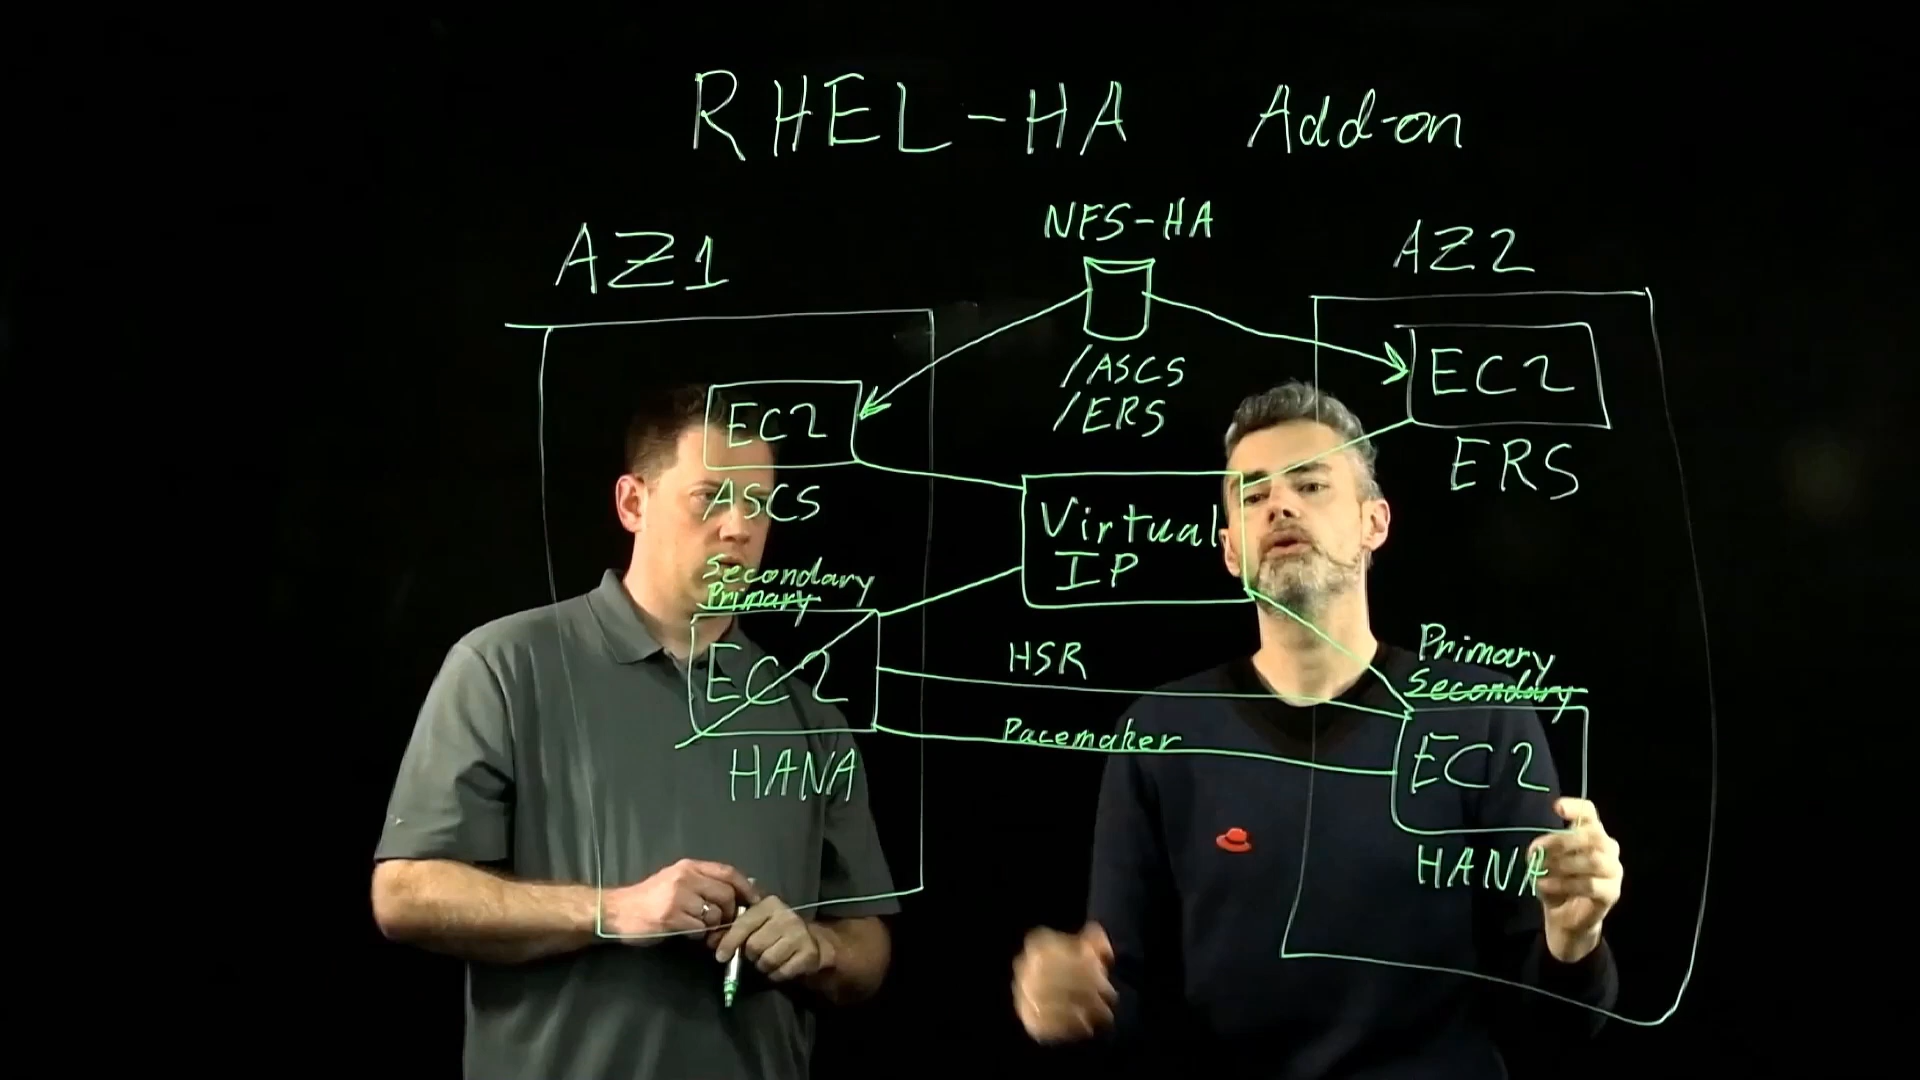 RHEL-HA Add-on
NFS-HA
AZ1
AZ2
/ASCS
/ERS
EC2
ASCS
EC2
ERS
Virtual
IP
Secondary
Primary
EC2
HANA
HSR
Pacemaker
Primary
Secondary
EC2
HANA